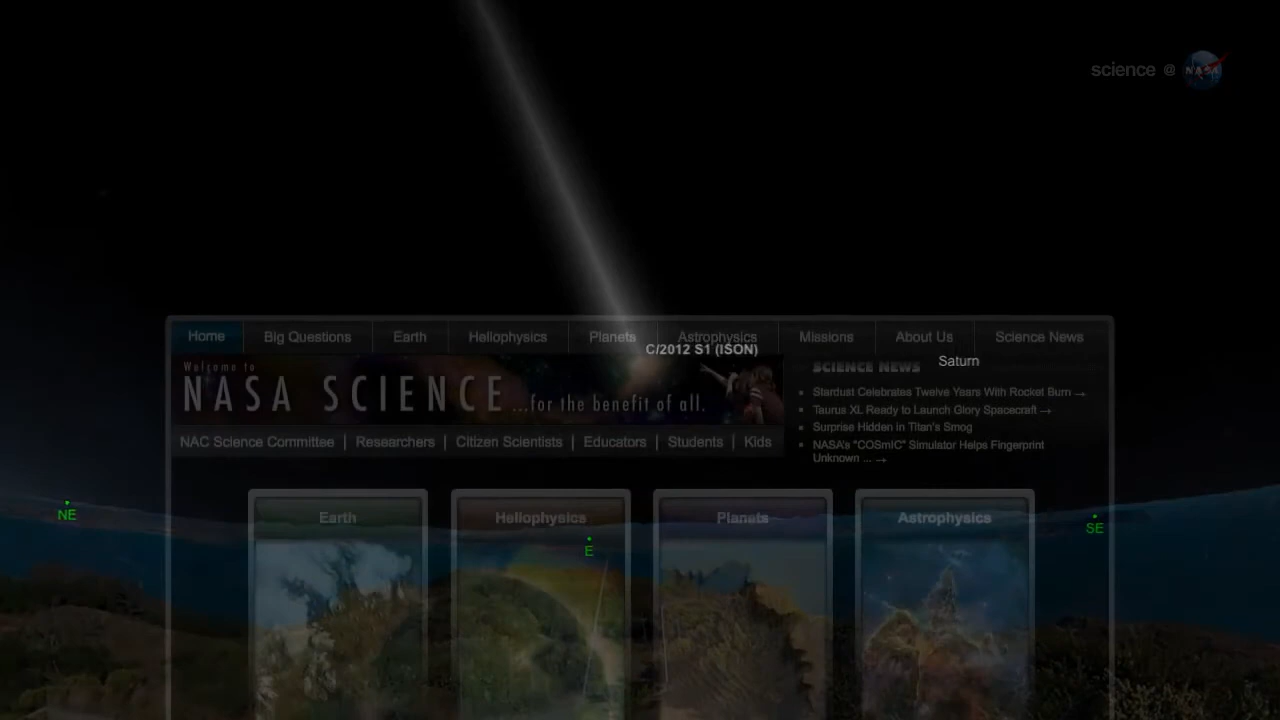 science @ NASA
Home Big Questions Earth Heliophysics Planets Astrophysics Missions About Us Science News
C/2012 S1 (ISON)
Saturn
Welcome to
NASA SCIENCE ...for the benefit of all.
SCIENCE NEWS
Stardust Celebrates Twelve Years With Rocket Burn →
Taurus XL Ready to Launch Glory Spacecraft →
Surprise Hidden in Titan's Smog
NASA's "COSmIC" Simulator Helps Fingerprint
Unknown ... →
NAC Science Committee | Researchers | Citizen Scientists | Educators | Students | Kids
NE
E
SE
Earth
Heliophysics
Planets
Astrophysics